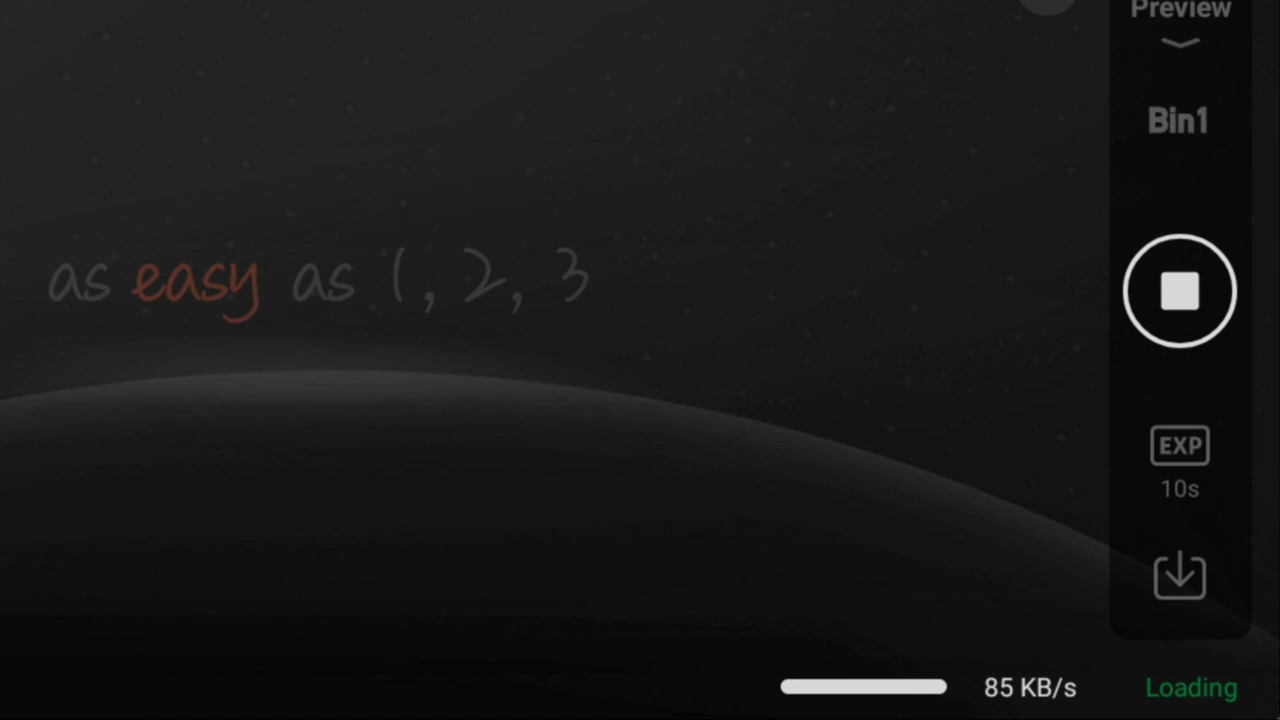 Preview
Bin1
as easy as 1, 2, 3
EXP
10s
85 KB/s
Loading